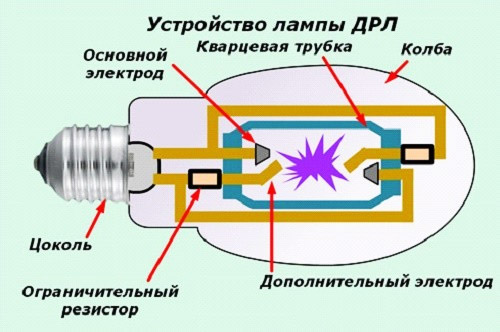 Устройство лампы ДРЛ
Основной
электрод
Кварцевая трубка
Колба
Цоколь
Ограничительный
резистор
Дополнительный электрод